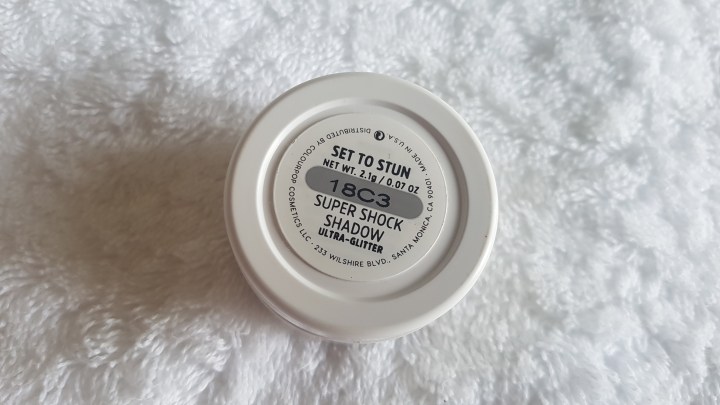 SET TO STUN
NET WT. 2.1g / 0.07 OZ
18C3
SUPER SHOCK
SHADOW
ULTRA-GLITTER
DISTRIBUTED BY COLOURPOP COSMETICS LLC · 233 WILSHIRE BLVD., SANTA MONICA, CA 90401 · MADE IN U.S.A